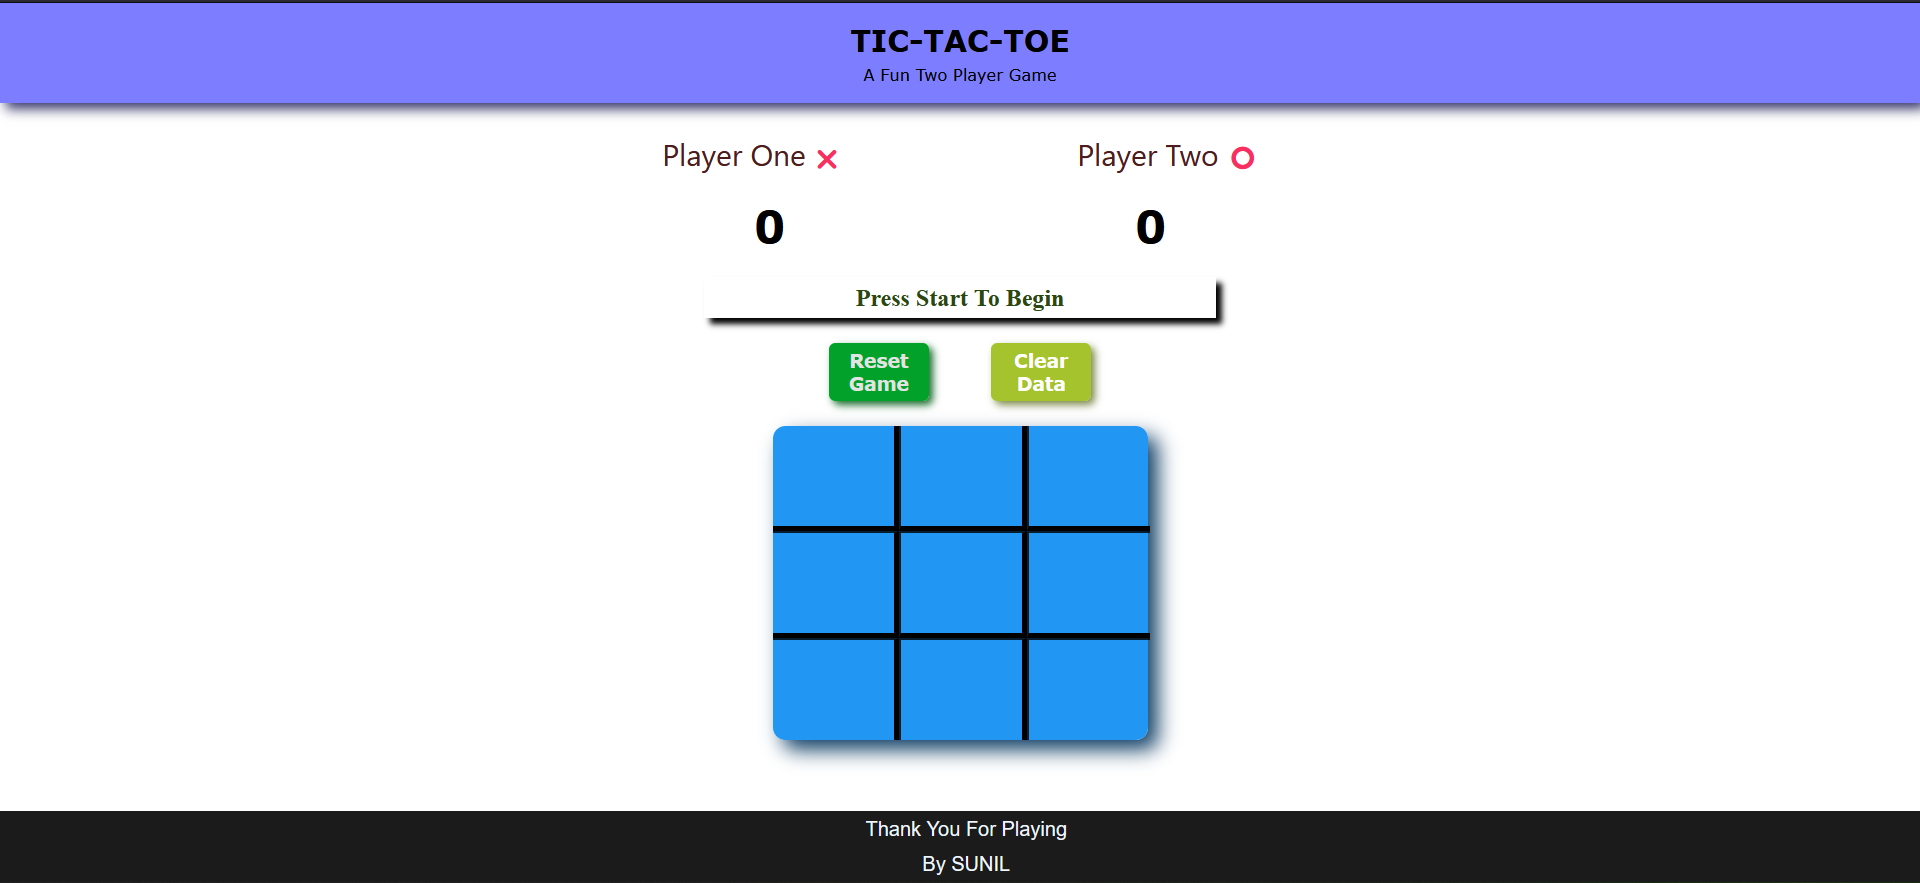 TIC-TAC-TOE
A Fun Two Player Game
Player One ❌ Player Two ⭕
0 0
Press Start To Begin
Reset Game
Clear Data
Thank You For Playing
By SUNIL